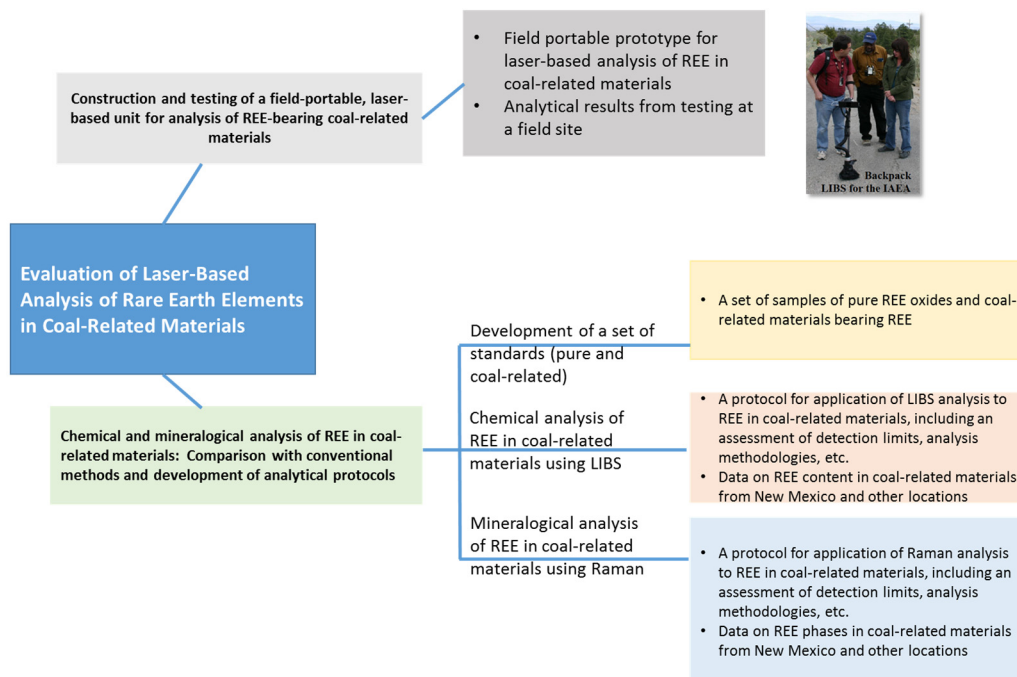 • Field portable prototype for
laser-based analysis of REE in
coal-related materials
• Analytical results from testing at
a field site
Construction and testing of a field-portable, laser-
based unit for analysis of REE-bearing coal-related
materials
Backpack
LIBS for the IAEA
Evaluation of Laser-Based
Analysis of Rare Earth Elements
in Coal-Related Materials
Chemical and mineralogical analysis of REE in coal-
related materials:  Comparison with conventional
methods and development of analytical protocols
Development of a set of
standards (pure and
coal-related)
• A set of samples of pure REE oxides and coal-
related materials bearing REE
Chemical analysis of
REE in coal-related
materials using LIBS
• A protocol for application of LIBS analysis to
REE in coal-related materials, including an
assessment of detection limits, analysis
methodologies, etc.
• Data on REE content in coal-related materials
from New Mexico and other locations
Mineralogical analysis
of REE in coal-related
materials using Raman
• A protocol for application of Raman analysis
to REE in coal-related materials, including an
assessment of detection limits, analysis
methodologies, etc.
• Data on REE phases in coal-related materials
from New Mexico and other locations